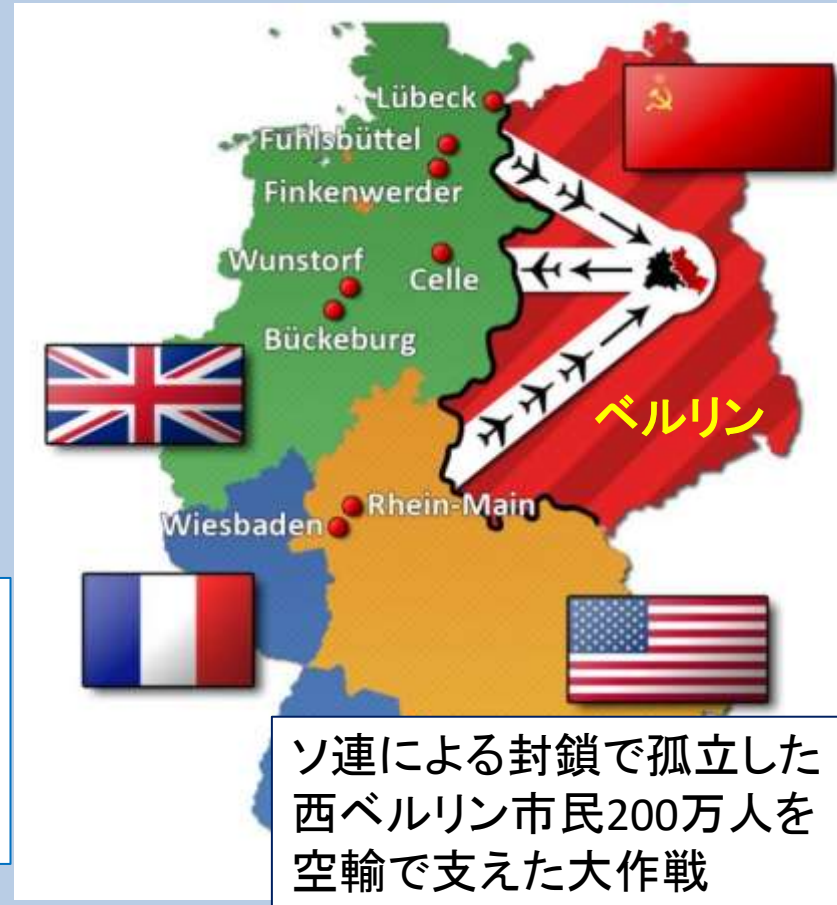 Lübeck
Fuhlsbüttel
Finkenwerder
Wunstorf
Celle
Bückeburg
ベルリン
Rhein-Main
Wiesbaden
ソ連による封鎖で孤立した
西ベルリン市民200万人を
空輸で支えた大作戦